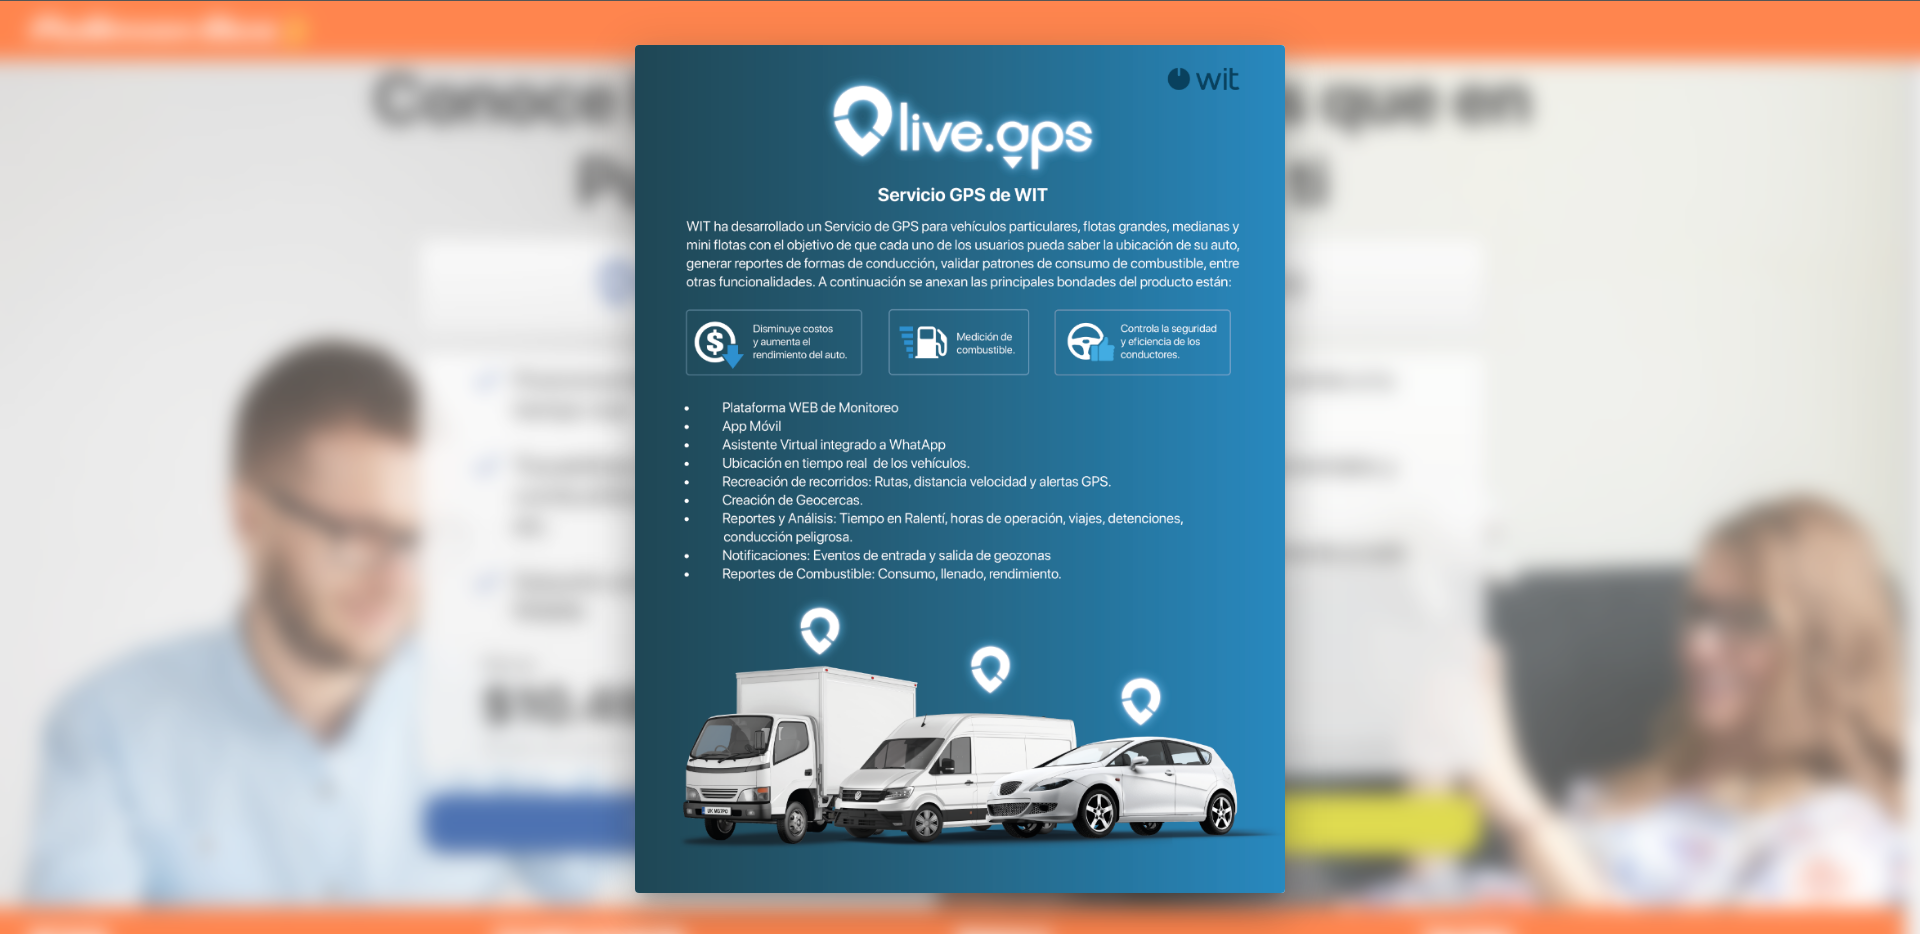 Conoce
s que en
ti
wit
live.gps
Servicio GPS de WIT
WIT ha desarrollado un Servicio de GPS para vehículos particulares, flotas grandes, medianas y
mini flotas con el objetivo de que cada uno de los usuarios pueda saber la ubicación de su auto,
generar reportes de formas de conducción, validar patrones de consumo de combustible, entre
otras funcionalidades. A continuación se anexan las principales bondades del producto están:
Disminuye costos
y aumenta el
rendimiento del auto.
Medición de
combustible.
Controla la seguridad
y eficiencia de los
conductores.
• Plataforma WEB de Monitoreo
• App Móvil
• Asistente Virtual integrado a WhatApp
• Ubicación en tiempo real de los vehículos.
• Recreación de recorridos: Rutas, distancia velocidad y alertas GPS.
• Creación de Geocercas.
• Reportes y Análisis: Tiempo en Ralentí, horas de operación, viajes, detenciones,
conducción peligrosa.
• Notificaciones: Eventos de entrada y salida de geozonas
• Reportes de Combustible: Consumo, llenado, rendimiento.